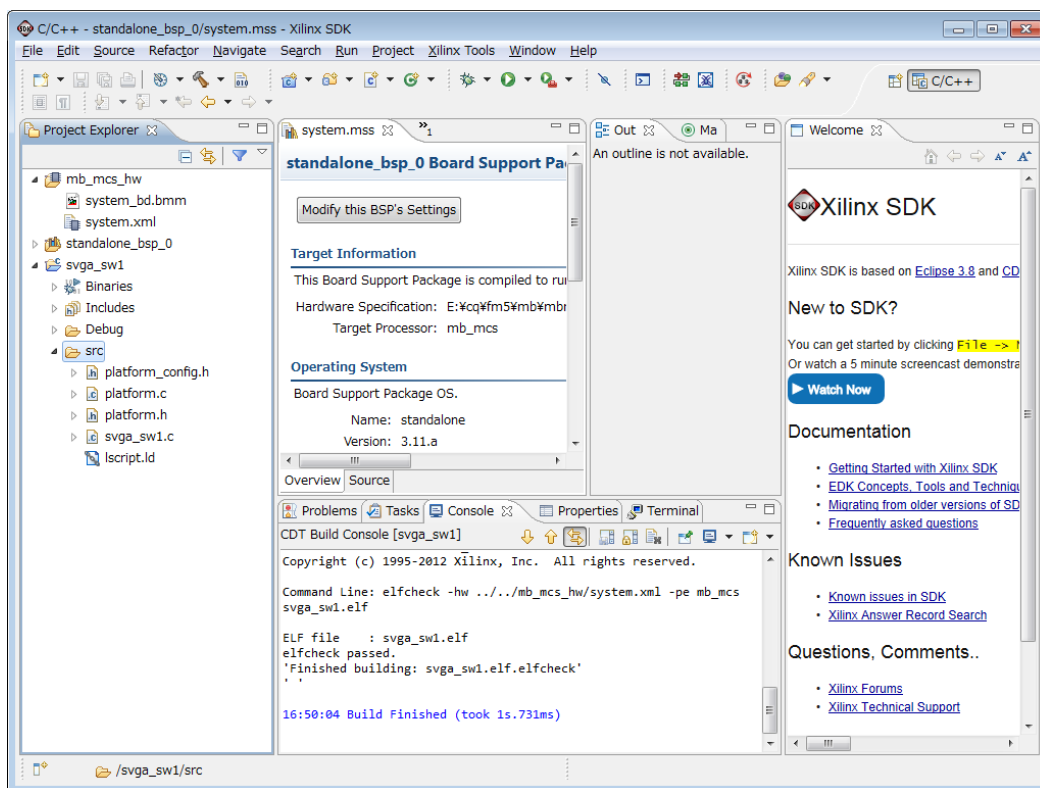 C/C++ - standalone_bsp_0/system.mss - Xilinx SDK
File Edit Source Refactor Navigate Search Run Project Xilinx Tools Window Help
C/C++
Project Explorer
mb_mcs_hw
system_bd.bmm
system.xml
standalone_bsp_0
svga_sw1
Binaries
Includes
Debug
src
platform_config.h
platform.c
platform.h
svga_sw1.c
lscript.ld
system.mss »1
standalone_bsp_0 Board Support Pa
Modify this BSP's Settings
Target Information
This Board Support Package is compiled to ru
Hardware Specification: E:¥cq¥fm5¥mb¥mb
Target Processor: mb_mcs
Operating System
Board Support Package OS.
Name: standalone
Version: 3.11.a
Overview Source
Out Ma
An outline is not available.
Welcome
SDK Xilinx SDK
Xilinx SDK is based on Eclipse 3.8 and CD
New to SDK?
You can get started by clicking File ->
Or watch a 5 minute screencast demonstra
Watch Now
Documentation
Getting Started with Xilinx SDK
EDK Concepts, Tools and Techniqu
Migrating from older versions of SD
Frequently asked questions
Known Issues
Known issues in SDK
Xilinx Answer Record Search
Questions, Comments..
Xilinx Forums
Xilinx Technical Support
Problems Tasks Console Properties Terminal
CDT Build Console [svga_sw1]
Copyright (c) 1995-2012 Xilinx, Inc. All rights reserved.
Command Line: elfcheck -hw ../../mb_mcs_hw/system.xml -pe mb_mcs
svga_sw1.elf
ELF file : svga_sw1.elf
elfcheck passed.
'Finished building: svga_sw1.elf.elfcheck'
' '
16:50:04 Build Finished (took 1s.731ms)
/svga_sw1/src